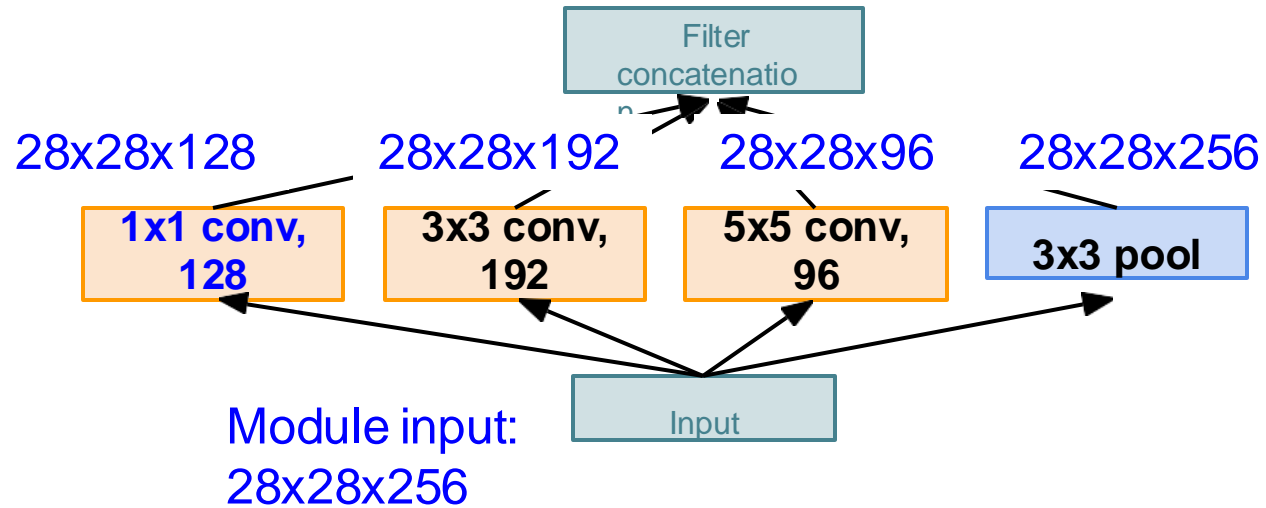 Filter
concatenatio
n
28x28x128 28x28x192 28x28x96 28x28x256
1x1 conv,
128
3x3 conv,
192
5x5 conv,
96
3x3 pool
Input
Module input:
28x28x256